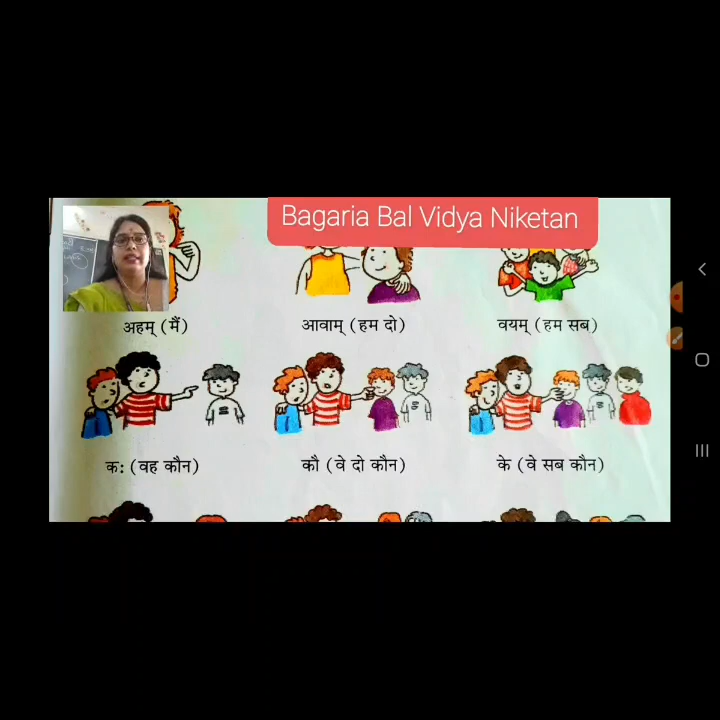 Bagaria Bal Vidya Niketan
अहम् (मैं)
आवाम् (हम दो)
वयम् (हम सब)
क: (वह कौन)
कौ (वे दो कौन)
के (वे सब कौन)